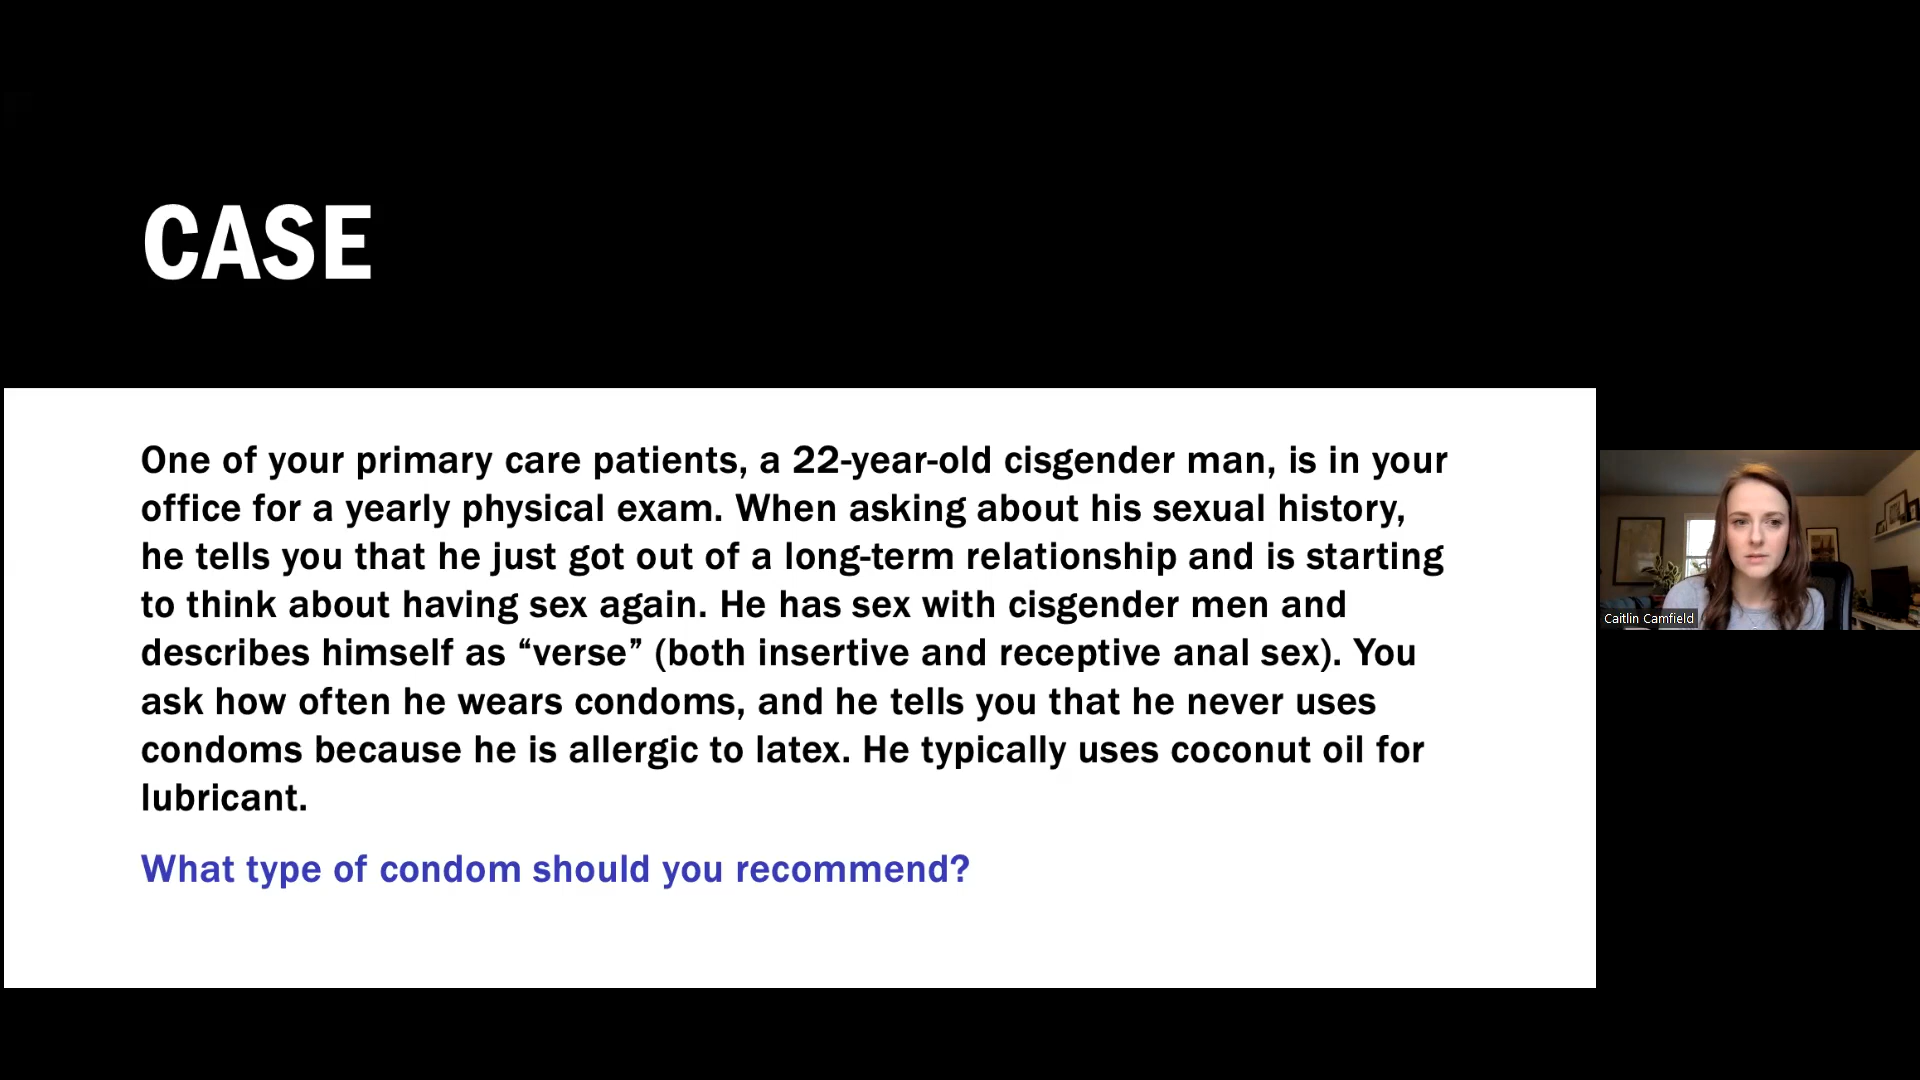 CASE
One of your primary care patients, a 22-year-old cisgender man, is in your
office for a yearly physical exam. When asking about his sexual history,
he tells you that he just got out of a long-term relationship and is starting
to think about having sex again. He has sex with cisgender men and
describes himself as “verse” (both insertive and receptive anal sex). You
ask how often he wears condoms, and he tells you that he never uses
condoms because he is allergic to latex. He typically uses coconut oil for
lubricant.
What type of condom should you recommend?
Caitlin Camfield